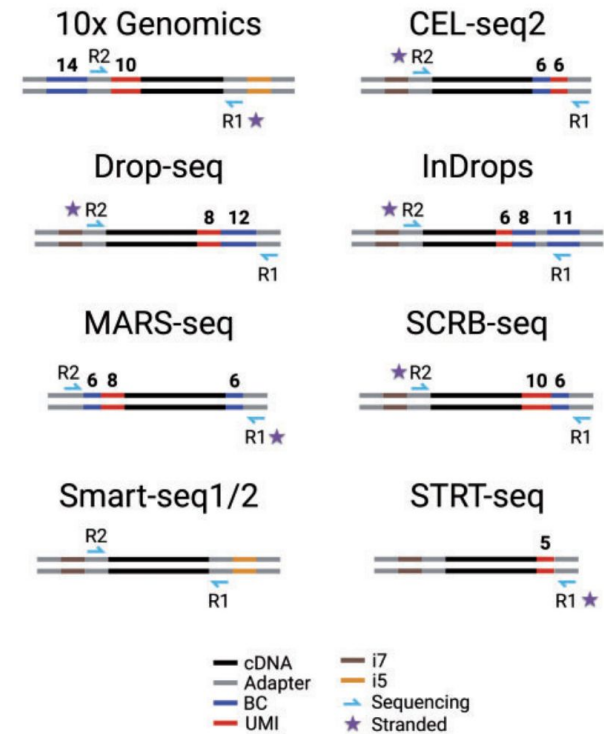 10x Genomics
14 R2 10
R1
CEL-seq2
R2 6 6
R1
Drop-seq
R2 8 12
R1
InDrops
R2 6 8 11
R1
MARS-seq
R2 6 8 6
R1
SCRB-seq
R2 10 6
R1
Smart-seq1/2
R2
R1
STRT-seq
5
R1
cDNA
Adapter
BC
UMI
i7
i5
Sequencing
Stranded